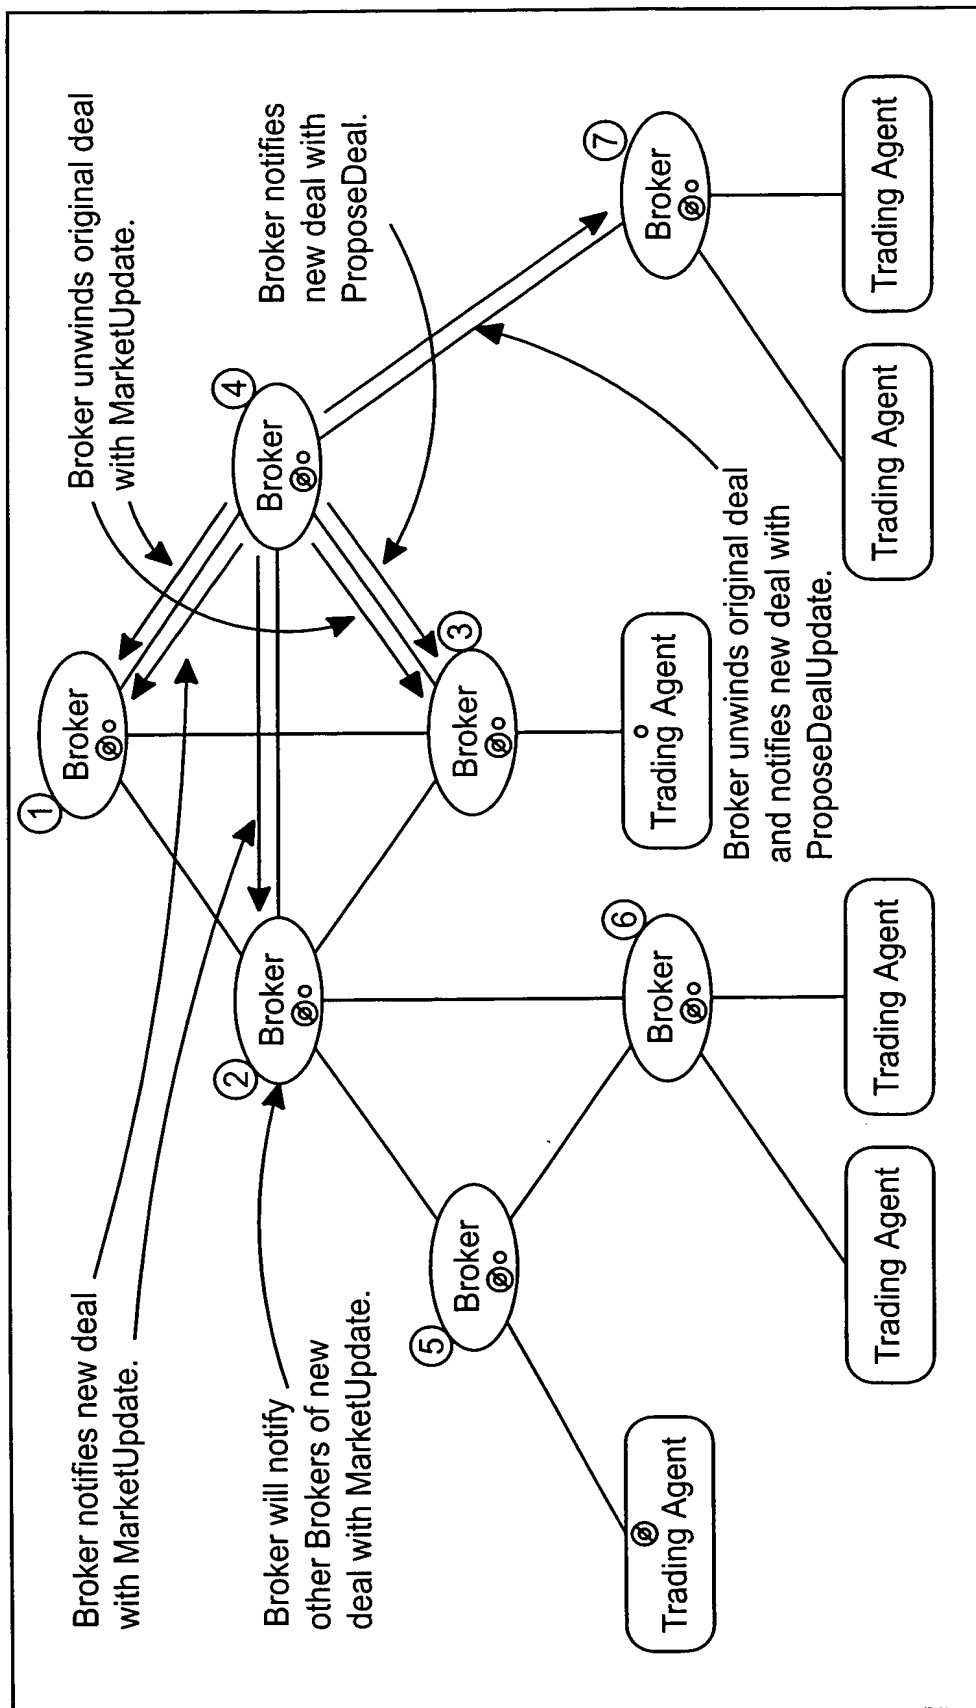 Broker notifies new deal
with MarketUpdate.
Broker unwinds original deal
with MarketUpdate.
1
Broker
Broker will notify
other Brokers of new
deal with MarketUpdate.
2
Broker
4
Broker
Broker notifies
new deal with
ProposeDeal.
5
Broker
3
Broker
Trading Agent
6
Broker
Trading Agent
Broker unwinds original deal
and notifies new deal with
ProposeDealUpdate.
7
Broker
Trading Agent
Trading Agent
Trading Agent
Trading Agent